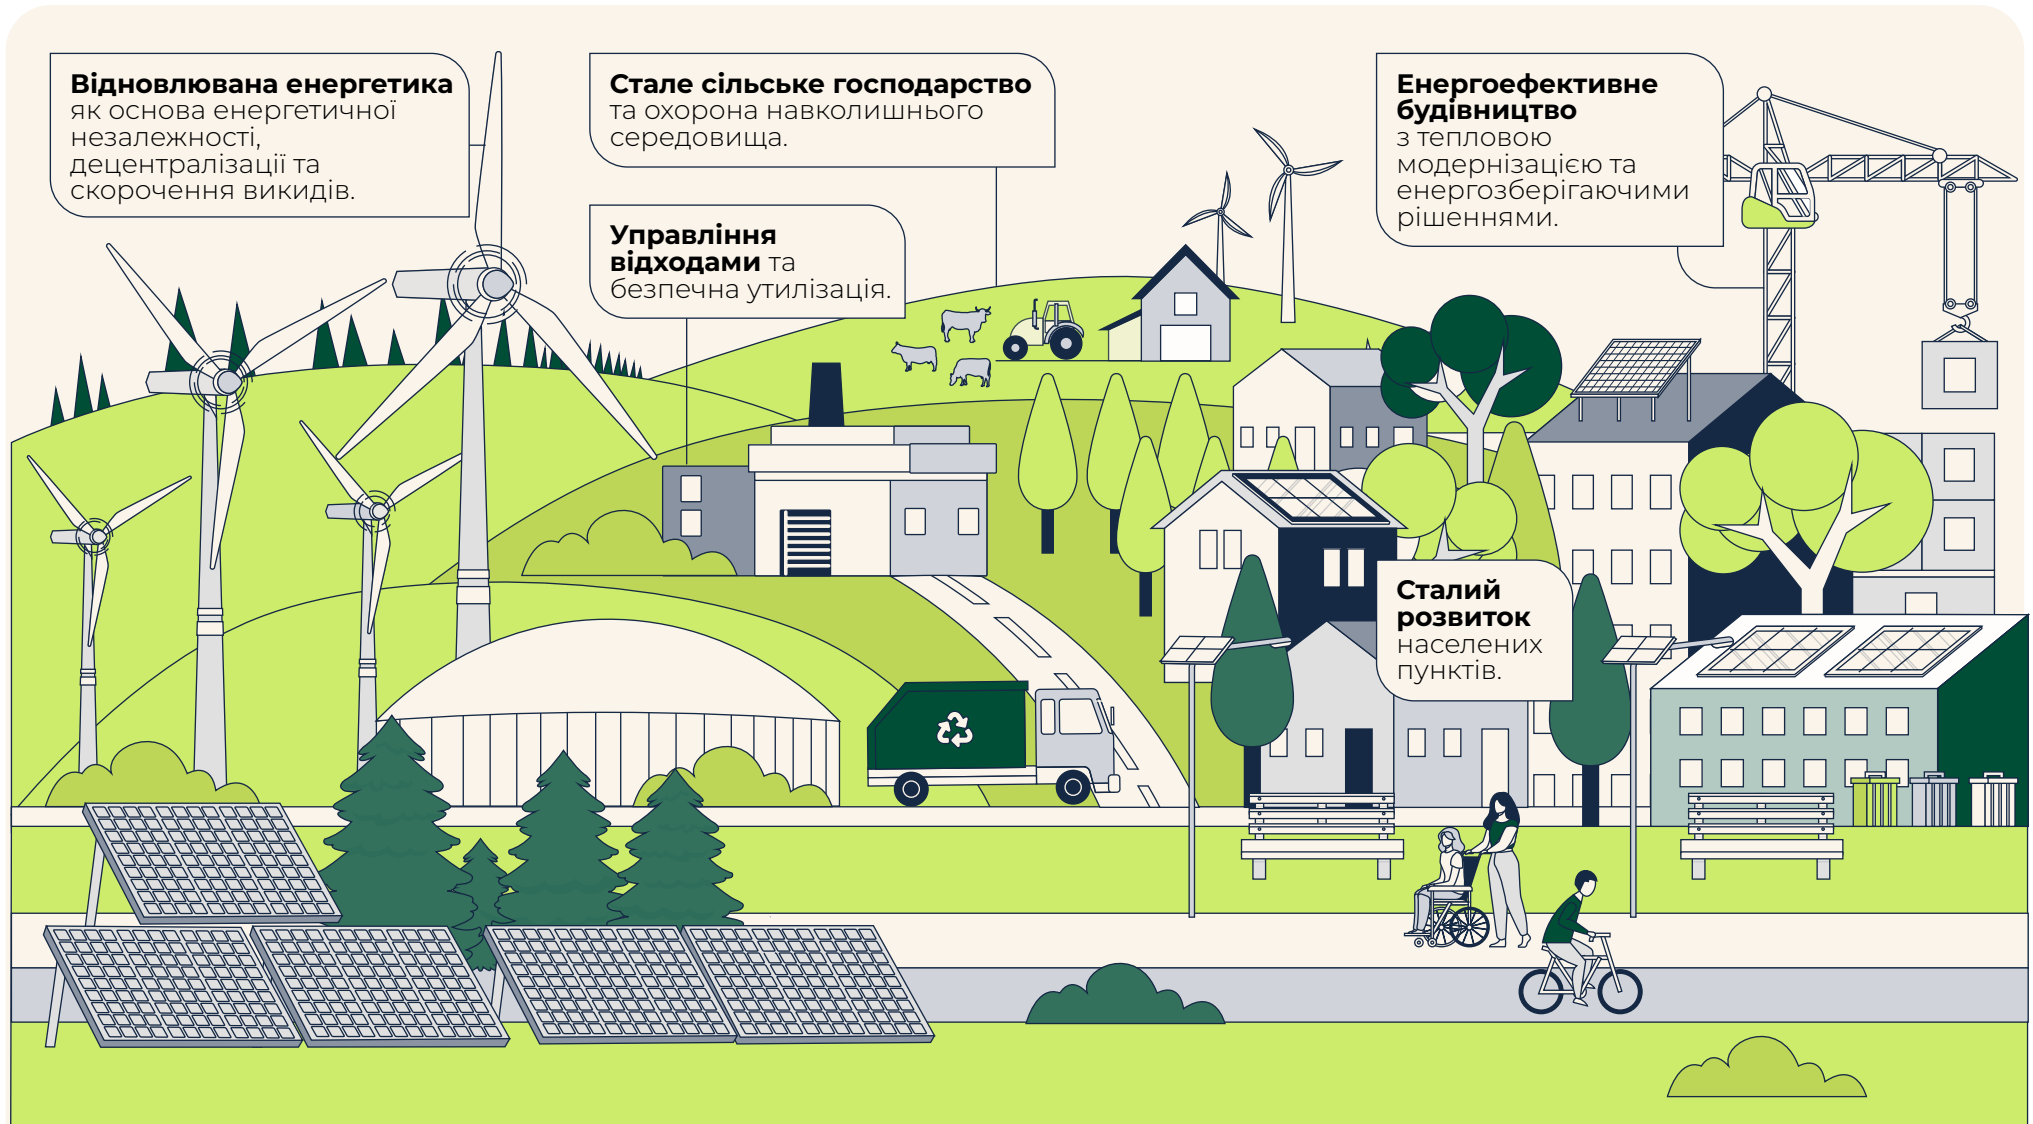 Відновлювана енергетика
як основа енергетичної
незалежності,
децентралізації та
скорочення викидів.
Стале сільське господарство
та охорона навколишнього
середовища.
Управління
відходами та
безпечна утилізація.
Енергоефективне
будівництво
з тепловою
модернізацією та
енергозберігаючими
рішеннями.
Сталий
розвиток
населених
пунктів.